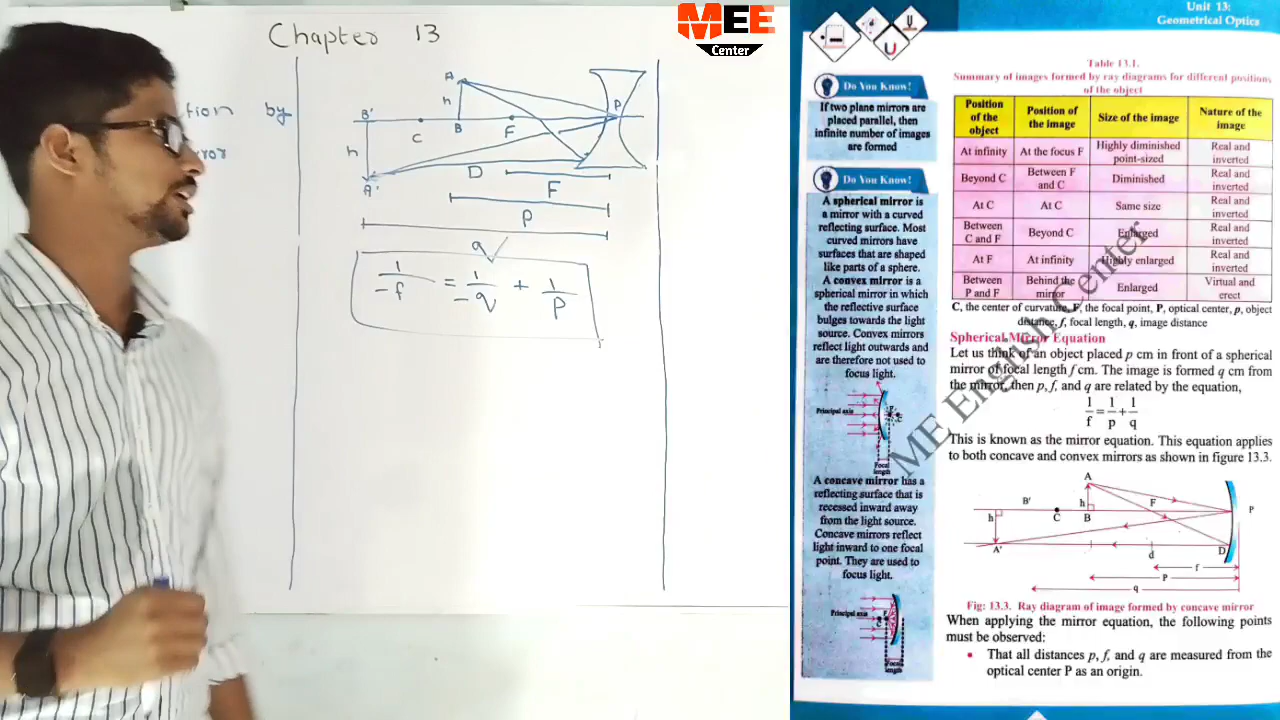 Chapter 13
MEE
Center
tion by
ror
A
h
B'
C
B
F
P
h
A'
D
F
P
q
1/-f = 1/-q + 1/p
Unit 13:
Geometrical Optics
Do You Know!
If two plane mirrors are
placed parallel, then
infinite number of images
are formed
Do You Know!
A spherical mirror is
a mirror with a curved
reflecting surface. Most
curved mirrors have
surfaces that are shaped
like parts of a sphere.
A convex mirror is a
spherical mirror in which
the reflective surface
bulges towards the light
source. Convex mirrors
reflect light outwards and
are therefore not used to
focus light.
Principal axis
F
C
Focal
length
A concave mirror has a
reflecting surface that is
recessed inward away
from the light source.
Concave mirrors reflect
light inward to one focal
point. They are used to
focus light.
Principal axis
C
F
Focal
length
Table 13.1.
Summary of images formed by ray diagrams for different positions
of the object
Position of the object | Position of the image | Size of the image | Nature of the image
At infinity | At the focus F | Highly diminished point-sized | Real and inverted
Beyond C | Between F and C | Diminished | Real and inverted
At C | At C | Same size | Real and inverted
Between C and F | Beyond C | Enlarged | Real and inverted
At F | At infinity | Highly enlarged | Real and inverted
Between P and F | Behind the mirror | Enlarged | Virtual and erect
C, the center of curvature, F, the focal point, P, optical center, p, object
distance, f, focal length, q, image distance
Spherical Mirror Equation
Let us think of an object placed p cm in front of a spherical
mirror of focal length f cm. The image is formed q cm from
the mirror, then p, f, and q are related by the equation,
1/f = 1/p + 1/q
This is known as the mirror equation. This equation applies
to both concave and convex mirrors as shown in figure 13.3.
ME English Center
A
B'
h
F
P
h
C
B
A'
d
D
f
P
q
Fig: 13.3. Ray diagram of image formed by concave mirror
When applying the mirror equation, the following points
must be observed:
• That all distances p, f, and q are measured from the
optical center P as an origin.